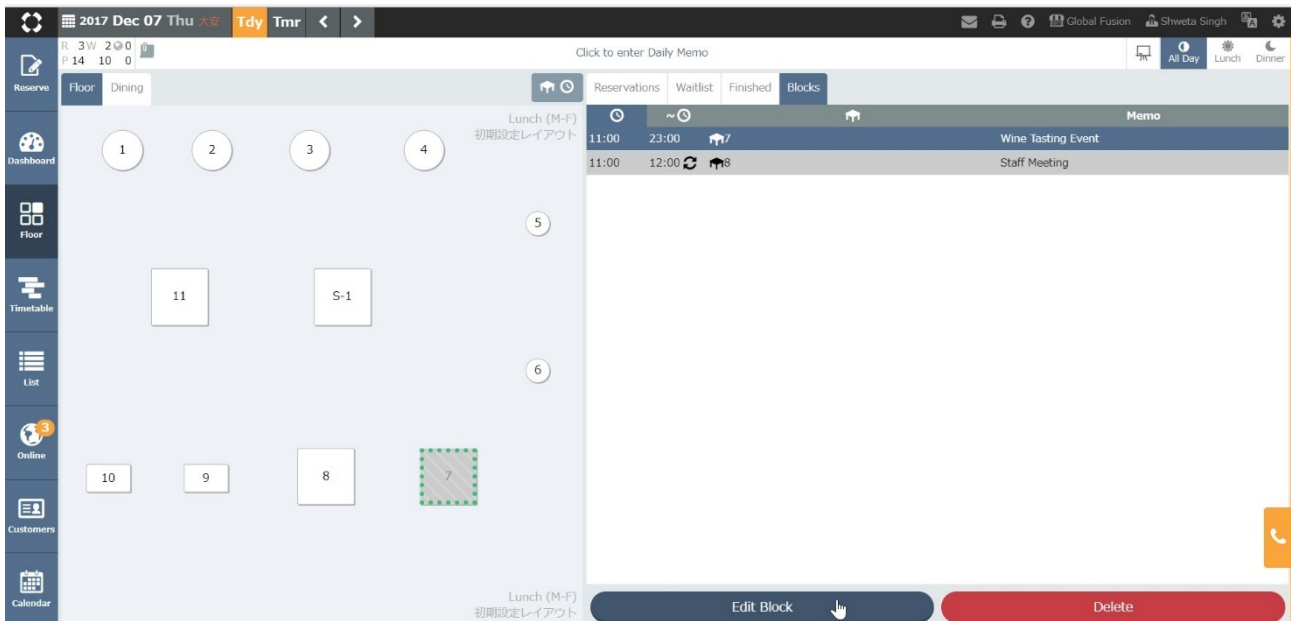 2017 Dec 07 Thu 大安 Tdy Tmr Global Fusion Shweta Singh
R 3 W 2 0
P 14 10 0
Click to enter Daily Memo
All Day Lunch Dinner
Reserve
Dashboard
Floor
Timetable
List
3
Online
Customers
Calendar
Floor Dining
Lunch (M-F)
初期設定レイアウト
1 2 3 4
5
11 S-1
6
10 9 8 7
Lunch (M-F)
初期設定レイアウト
Reservations Waitlist Finished Blocks
~ Memo
11:00 23:00 7 Wine Tasting Event
11:00 12:00 8 Staff Meeting
Edit Block Delete